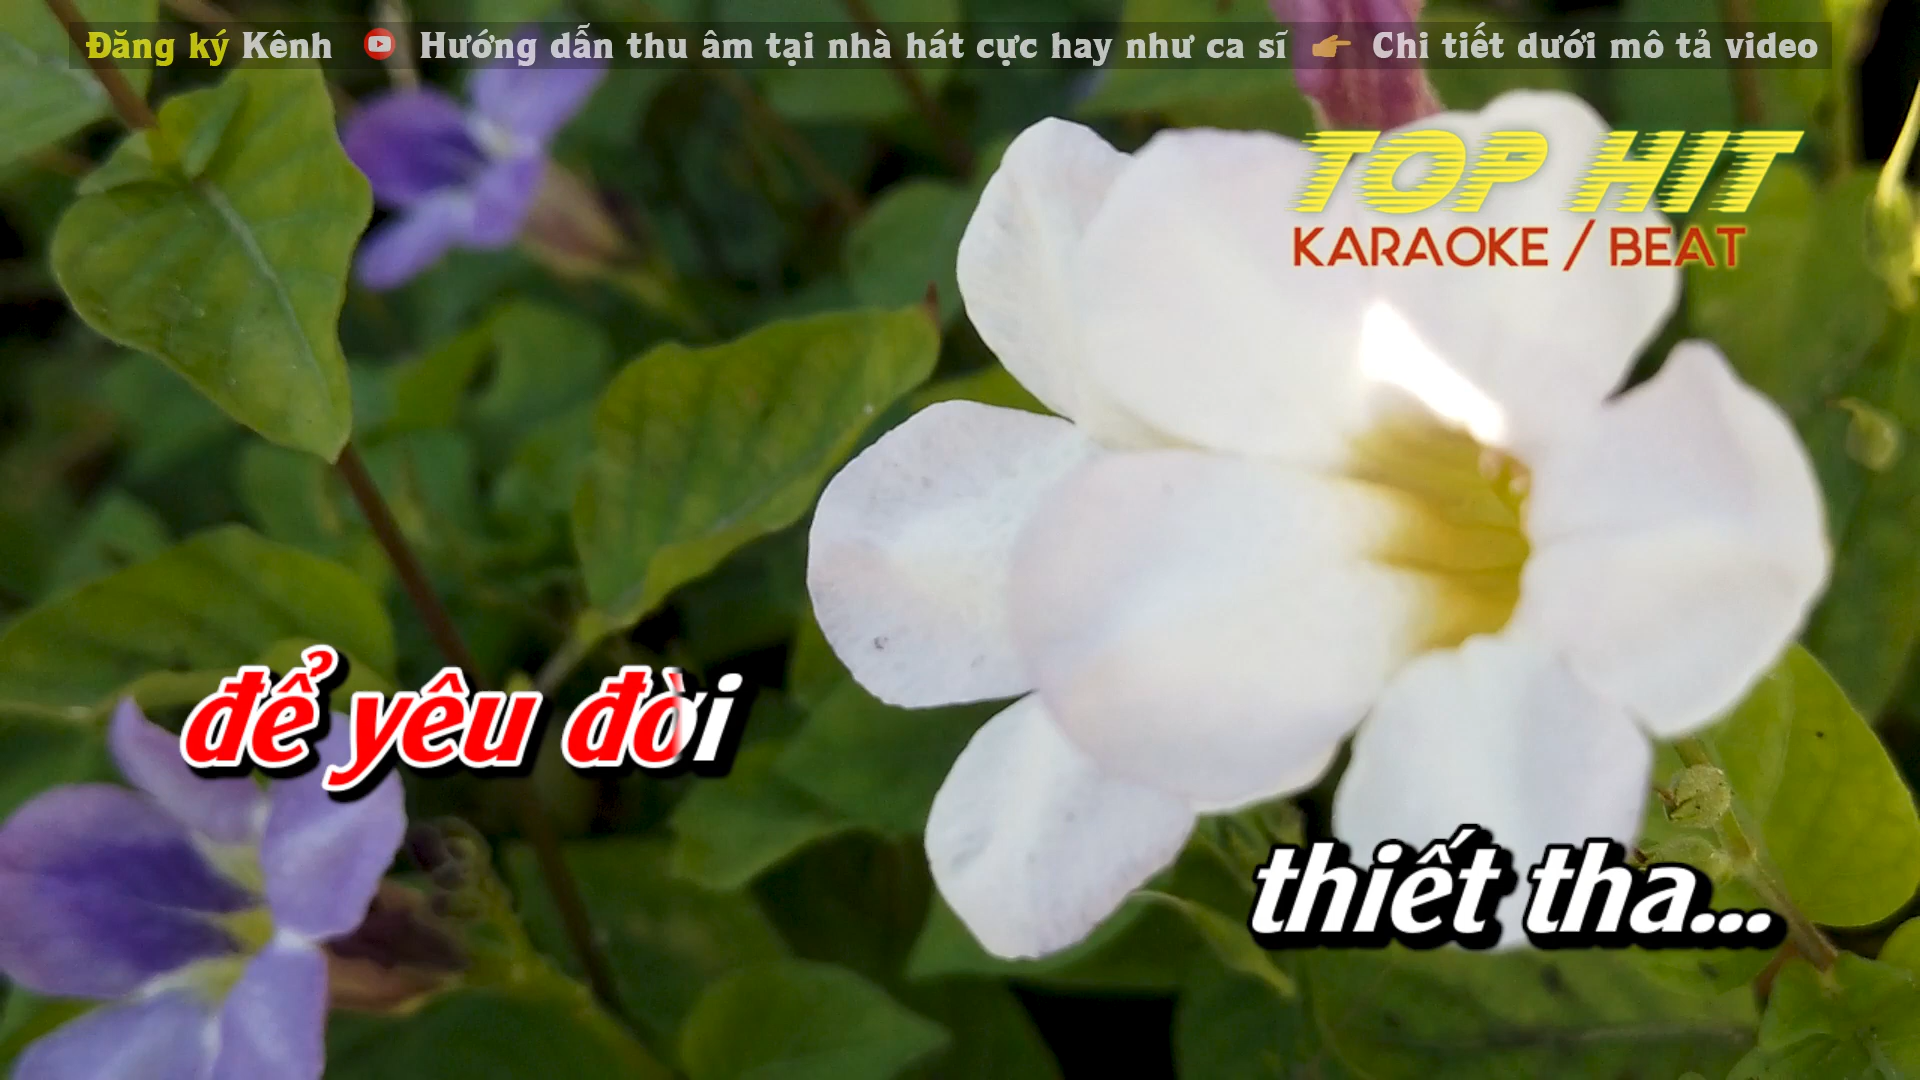 Đăng ký Kênh Hướng dẫn thu âm tại nhà hát cực hay như ca sĩ Chi tiết dưới mô tả video
TOP HIT
KARAOKE / BEAT
để yêu đời
thiết tha...